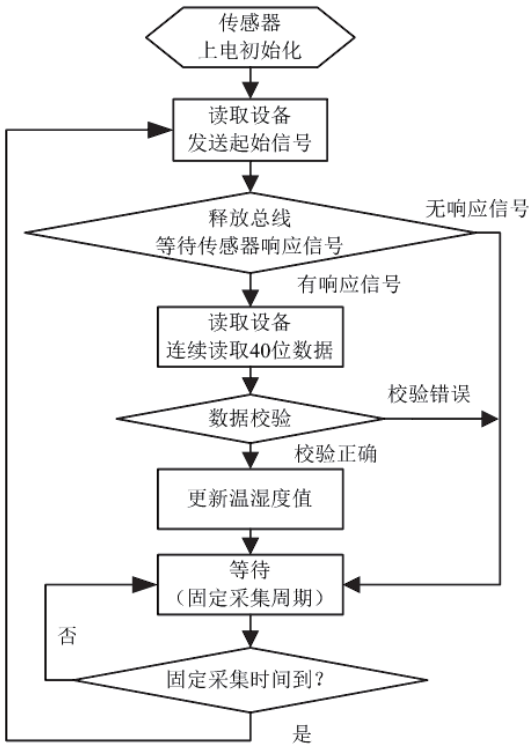 传感器
上电初始化
读取设备
发送起始信号
无响应信号
释放总线
等待传感器响应信号
有响应信号
读取设备
连续读取40位数据
校验错误
数据校验
校验正确
更新温湿度值
等待
（固定采集周期）
否
固定采集时间到?
是